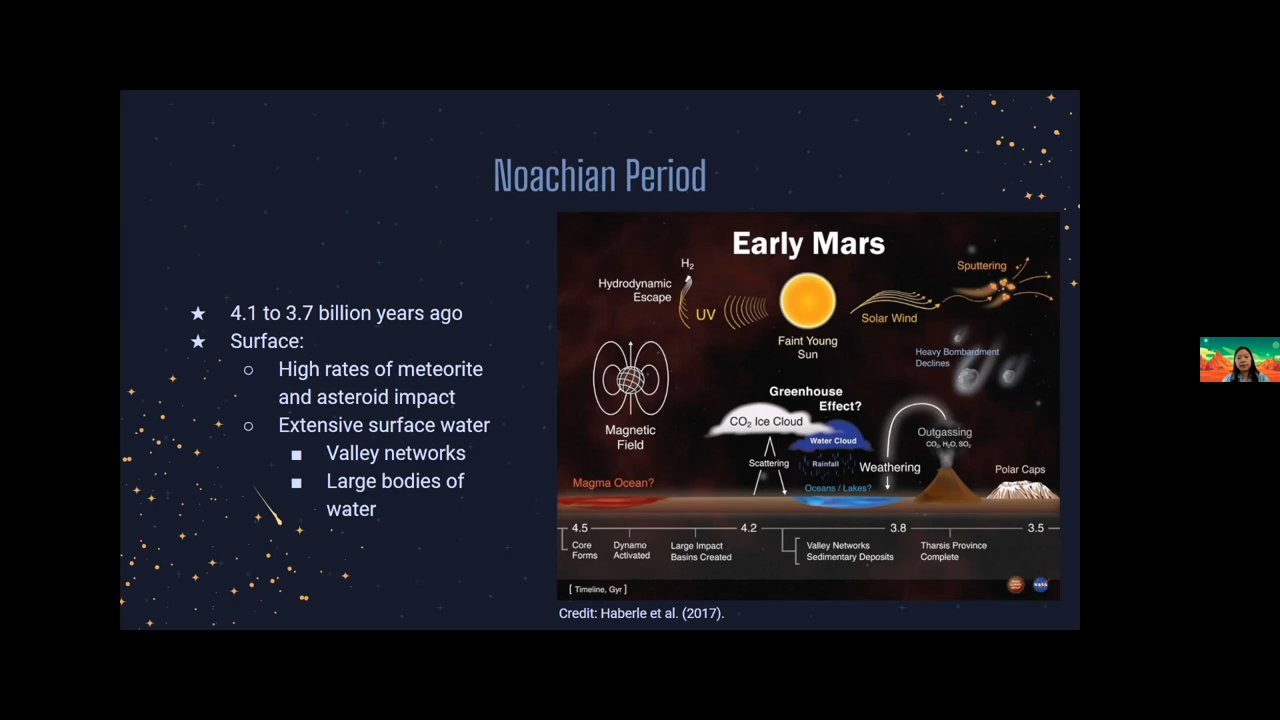 Noachian Period
★ 4.1 to 3.7 billion years ago
★ Surface:
○ High rates of meteorite
and asteroid impact
○ Extensive surface water
■ Valley networks
■ Large bodies of
water
Early Mars
H₂
Hydrodynamic
Escape
UV
Faint Young
Sun
Solar Wind
Sputtering
Heavy Bombardment
Declines
Magnetic
Field
Greenhouse
Effect?
CO₂ Ice Cloud
Water Cloud
Scattering
Rainfall
Weathering
Outgassing
CO₂, H₂O, SO₂
Magma Ocean?
Oceans / Lakes?
Polar Caps
4.5
4.2
3.8
3.5
Core
Forms
Dynamo
Activated
Large Impact
Basins Created
Valley Networks
Sedimentary Deposits
Tharsis Province
Complete
[ Timeline, Gyr ]
NASA
Credit: Haberle et al. (2017).